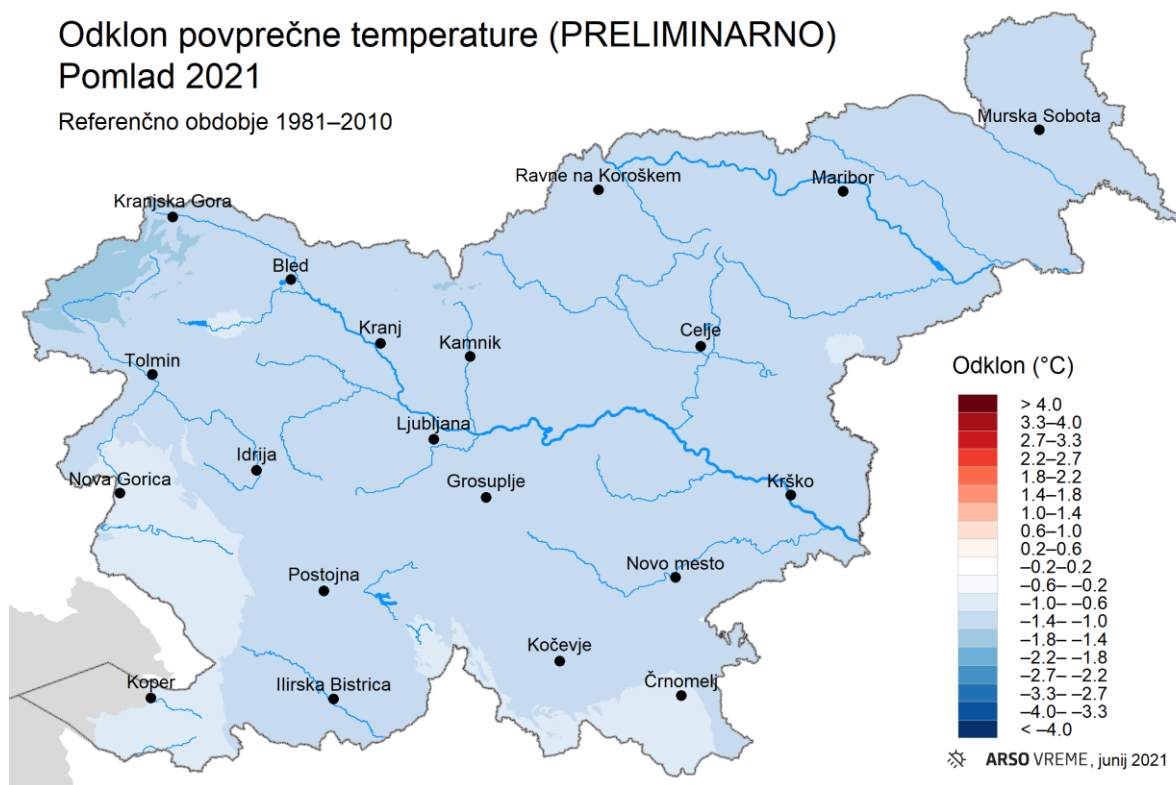 Odklon povprečne temperature (PRELIMINARNO)
Pomlad 2021
Referenčno obdobje 1981–2010
Murska Sobota
Ravne na Koroškem
Maribor
Kranjska Gora
Bled
Kranj
Kamnik
Celje
Tolmin
Ljubljana
Idrija
Nova Gorica
Grosuplje
Krško
Postojna
Novo mesto
Kočevje
Koper
Ilirska Bistrica
Črnomelj
Odklon (°C)
> 4.0
3.3–4.0
2.7–3.3
2.2–2.7
1.8–2.2
1.4–1.8
1.0–1.4
0.6–1.0
0.2–0.6
–0.2–0.2
–0.6– –0.2
–1.0– –0.6
–1.4– –1.0
–1.8– –1.4
–2.2– –1.8
–2.7– –2.2
–3.3– –2.7
–4.0– –3.3
< –4.0
ARSO VREME, junij 2021